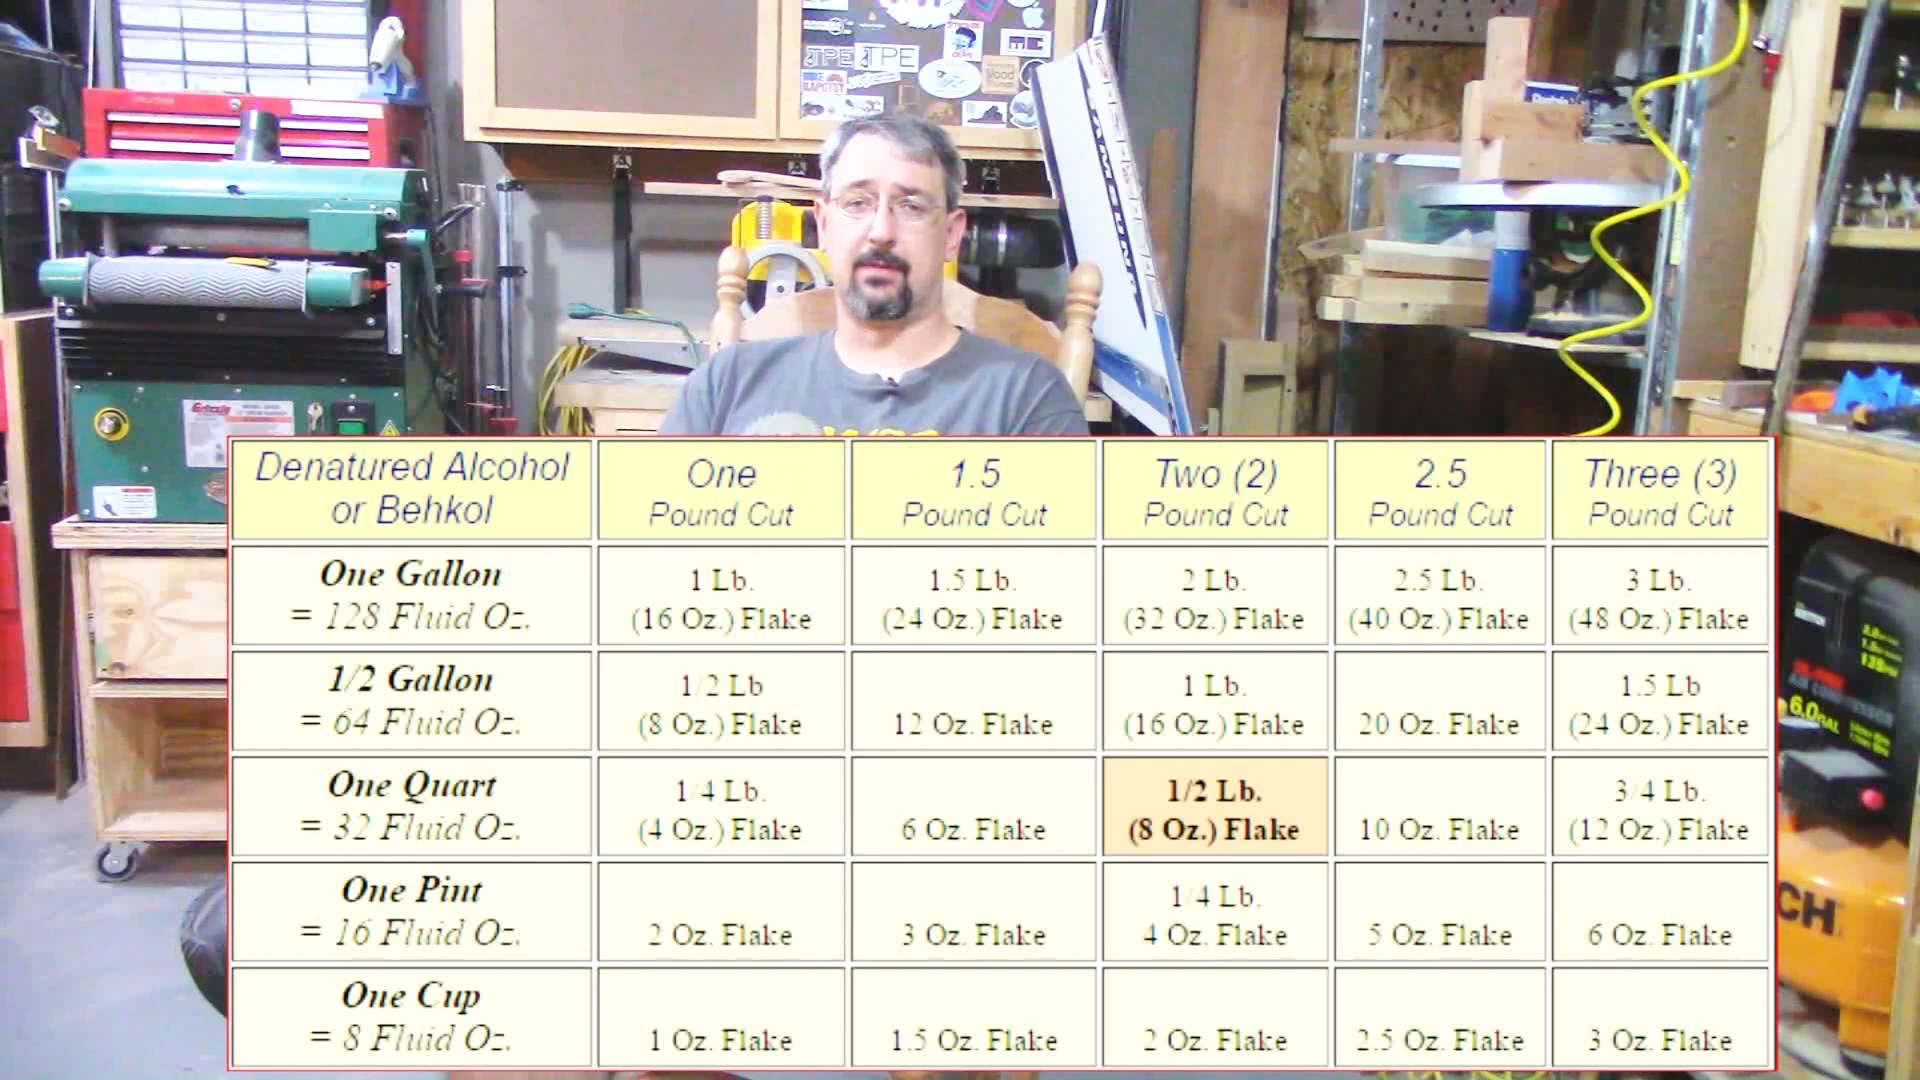 TPE TPE
MIKE
KAPOTSY
wood
Grizzly
WOO
Denatured Alcohol
or Behkol
One
Pound Cut
1.5
Pound Cut
Two (2)
Pound Cut
2.5
Pound Cut
Three (3)
Pound Cut
One Gallon
= 128 Fluid Oz.
1 Lb.
(16 Oz.) Flake
1.5 Lb.
(24 Oz.) Flake
2 Lb.
(32 Oz.) Flake
2.5 Lb.
(40 Oz.) Flake
3 Lb.
(48 Oz.) Flake
1/2 Gallon
= 64 Fluid Oz.
1/2 Lb
(8 Oz.) Flake
12 Oz. Flake
1 Lb.
(16 Oz.) Flake
20 Oz. Flake
1.5 Lb
(24 Oz.) Flake
One Quart
= 32 Fluid Oz.
1/4 Lb.
(4 Oz.) Flake
6 Oz. Flake
1/2 Lb.
(8 Oz.) Flake
10 Oz. Flake
3/4 Lb.
(12 Oz.) Flake
One Pint
= 16 Fluid Oz.
2 Oz. Flake
3 Oz. Flake
1/4 Lb.
4 Oz. Flake
5 Oz. Flake
6 Oz. Flake
One Cup
= 8 Fluid Oz.
1 Oz. Flake
1.5 Oz. Flake
2 Oz. Flake
2.5 Oz. Flake
3 Oz. Flake
AIR COMPRESSOR
6.0 GAL
CH